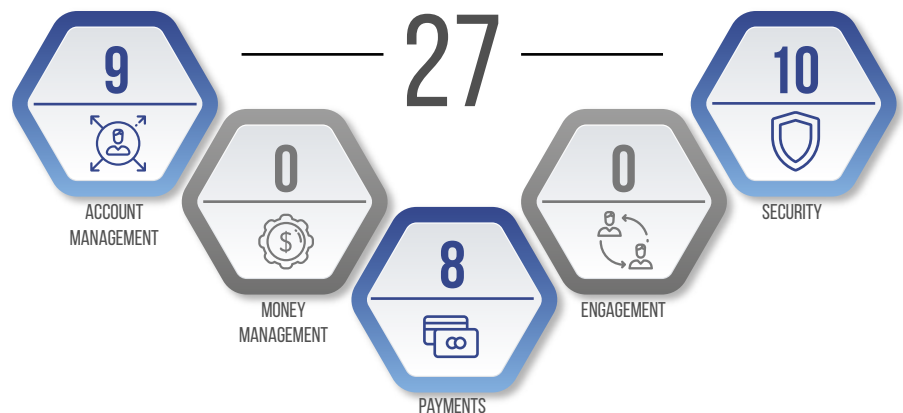 27
9
ACCOUNT
MANAGEMENT
0
$
MONEY
MANAGEMENT
8
PAYMENTS
0
ENGAGEMENT
10
SECURITY